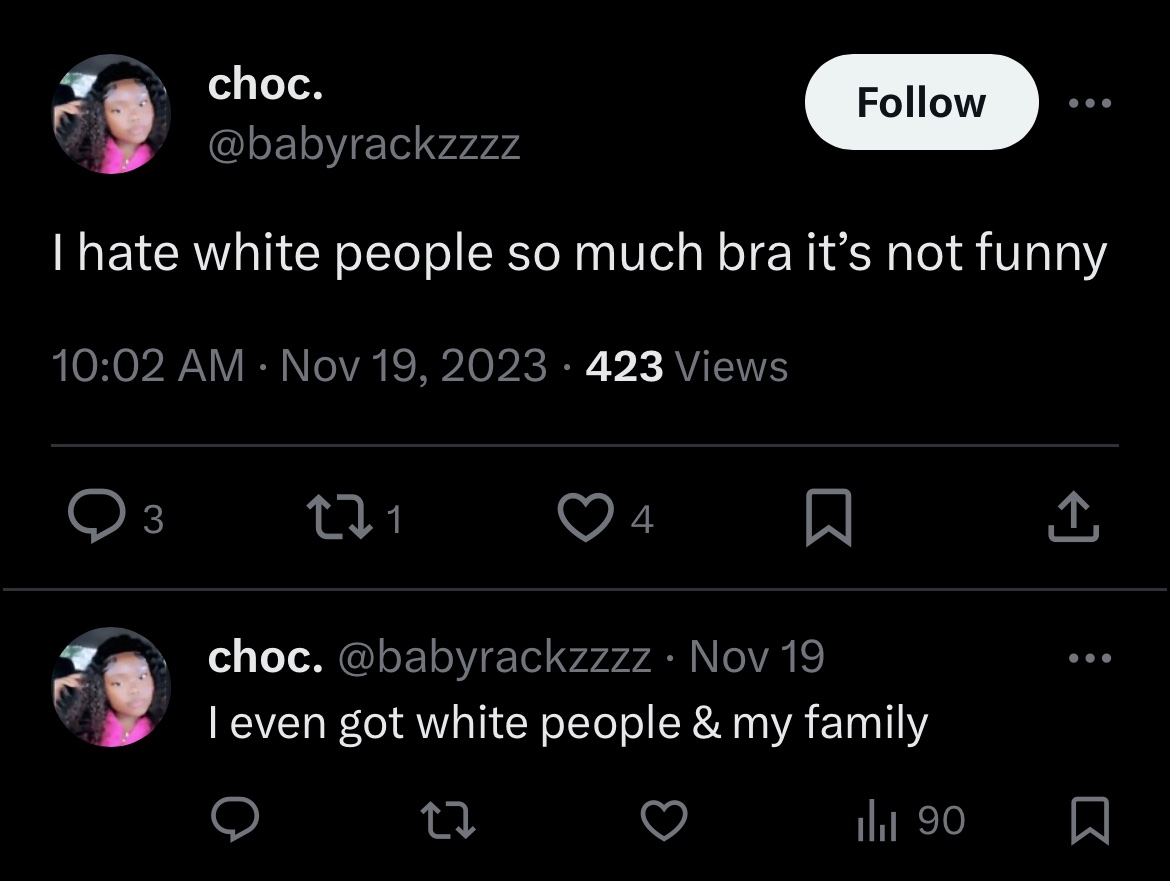 choc.
Follow
@babyrackzzzz
I hate white people so much bra it’s not funny
10:02 AM · Nov 19, 2023 · 423 Views
3 1 4
choc. @babyrackzzzz · Nov 19
I even got white people & my family
90